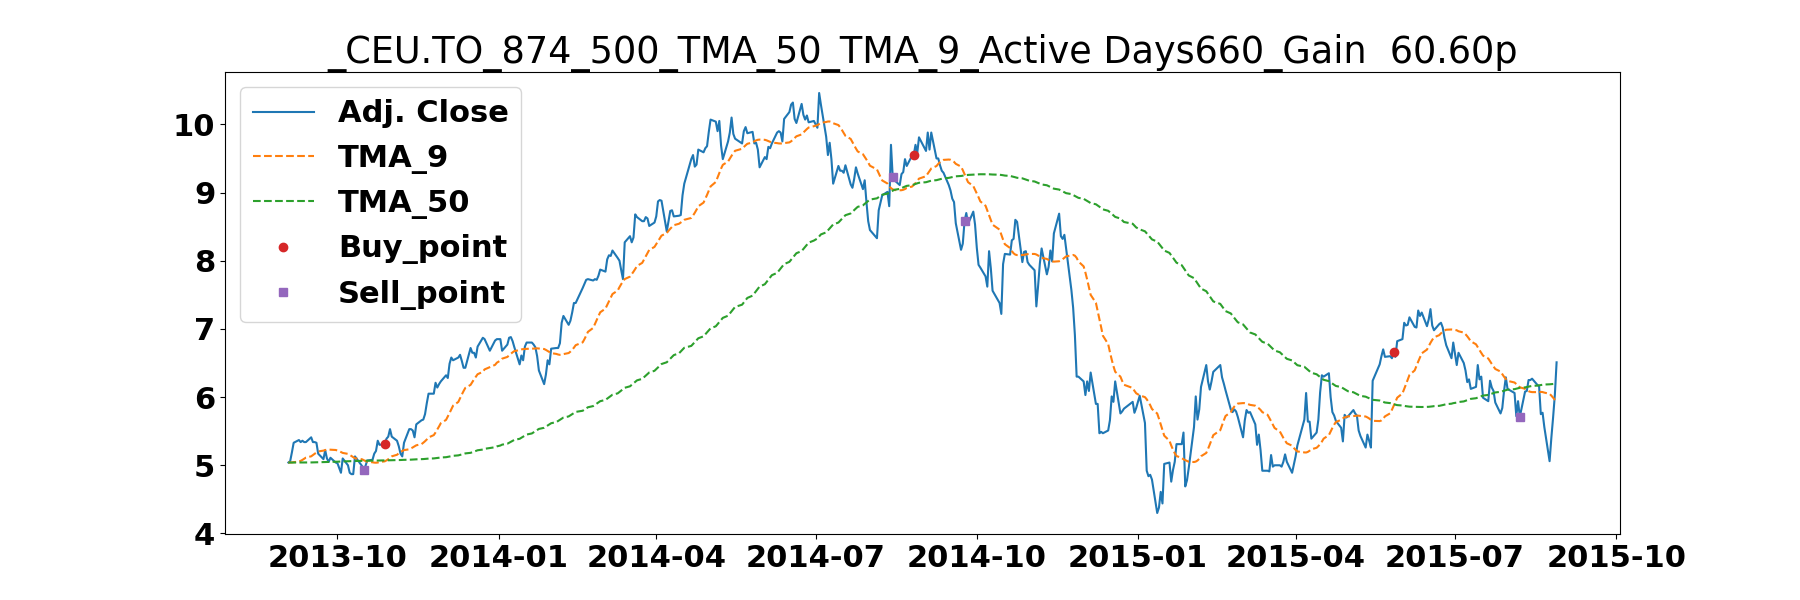 _CEU.TO_874_500_TMA_50_TMA_9_Active Days660_Gain  60.60p
Adj. Close
TMA_9
TMA_50
Buy_point
Sell_point
10
9
8
7
6
5
4
2013-10 2014-01 2014-04 2014-07 2014-10 2015-01 2015-04 2015-07 2015-10